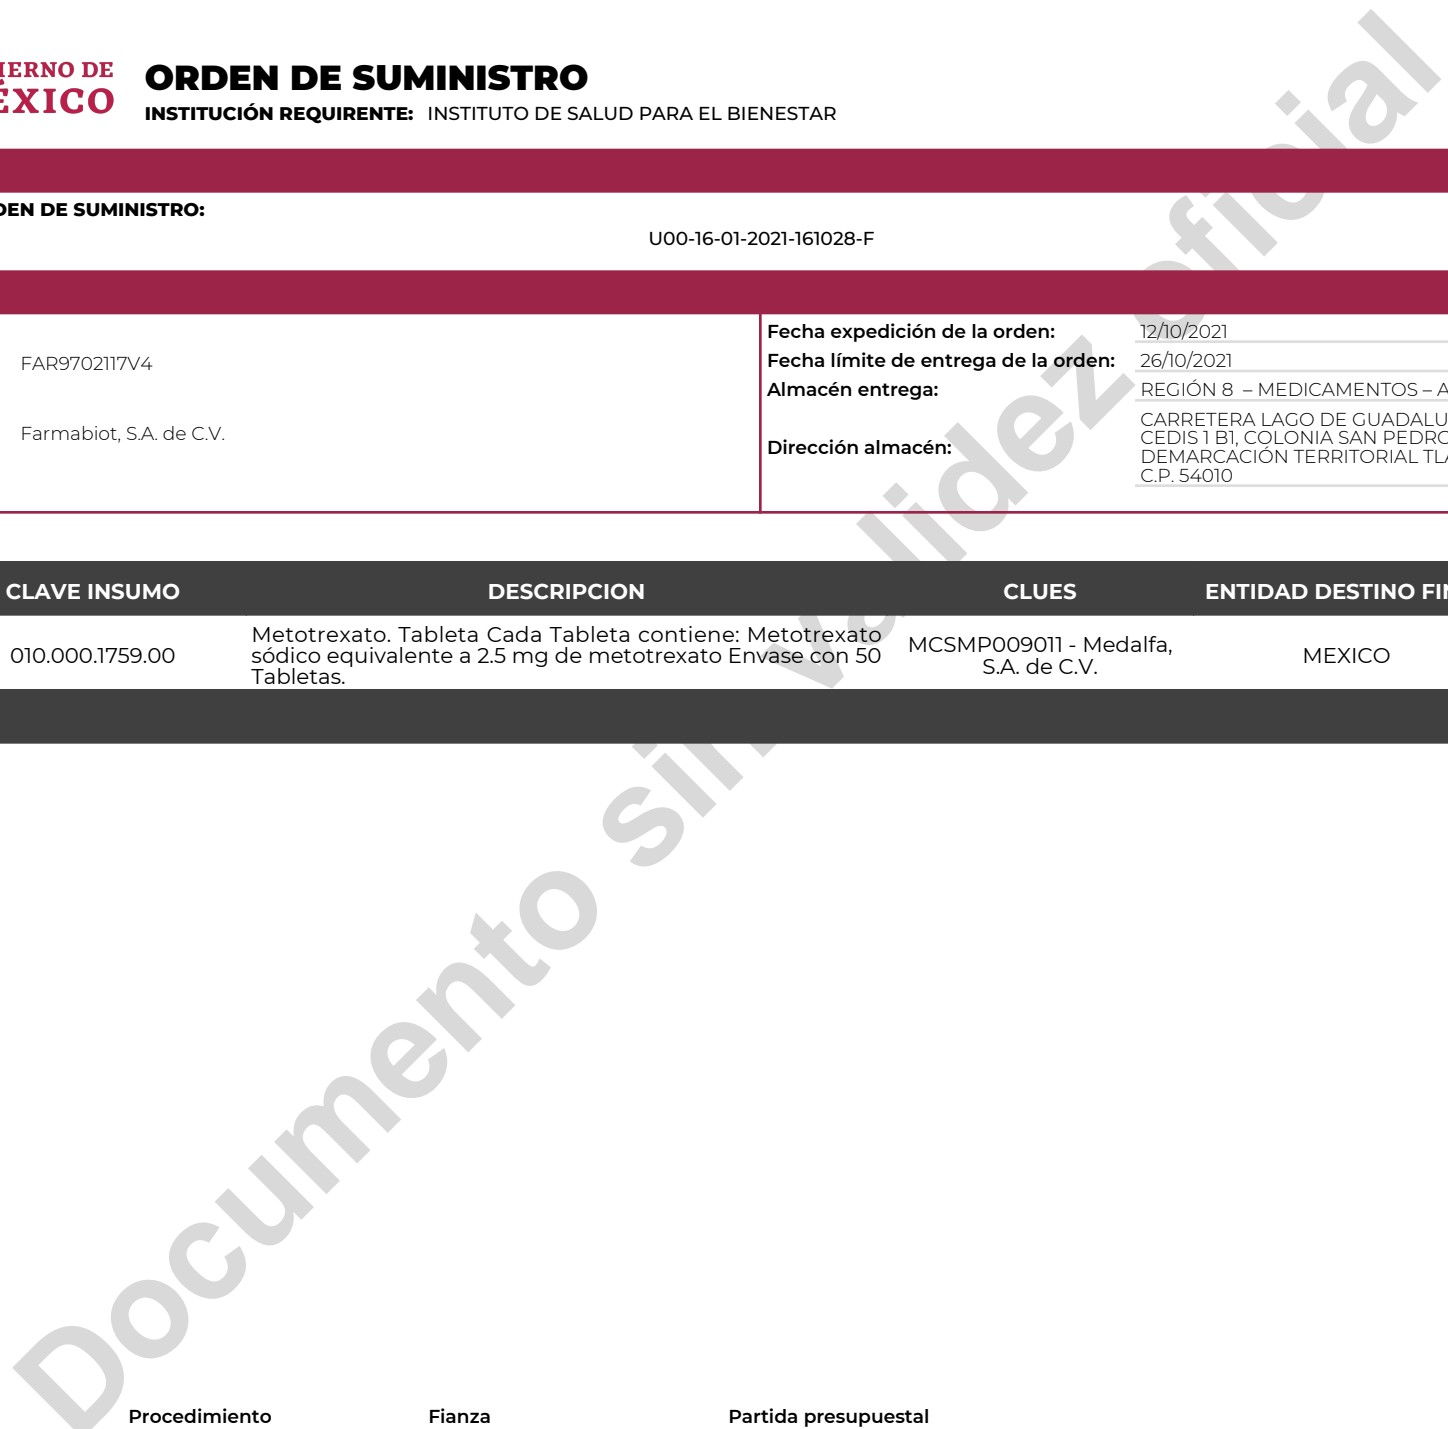 IERNO DE
ÉXICO
ORDEN DE SUMINISTRO
INSTITUCIÓN REQUIRENTE: INSTITUTO DE SALUD PARA EL BIENESTAR
DEN DE SUMINISTRO:
U00-16-01-2021-161028-F
FAR9702117V4
Farmabiot, S.A. de C.V.
Fecha expedición de la orden: 12/10/2021
Fecha límite de entrega de la orden: 26/10/2021
Almacén entrega: REGIÓN 8 – MEDICAMENTOS – A
Dirección almacén:
CARRETERA LAGO DE GUADALU
CEDIS 1 B1, COLONIA SAN PEDRO
DEMARCACIÓN TERRITORIAL TLA
C.P. 54010
CLAVE INSUMO DESCRIPCION CLUES ENTIDAD DESTINO FIN
010.000.1759.00
Metotrexato. Tableta Cada Tableta contiene: Metotrexato
sódico equivalente a 2.5 mg de metotrexato Envase con 50
Tabletas.
MCSMP009011 - Medalfa,
S.A. de C.V.
MEXICO
Documento sin validez oficial
Procedimiento Fianza Partida presupuestal